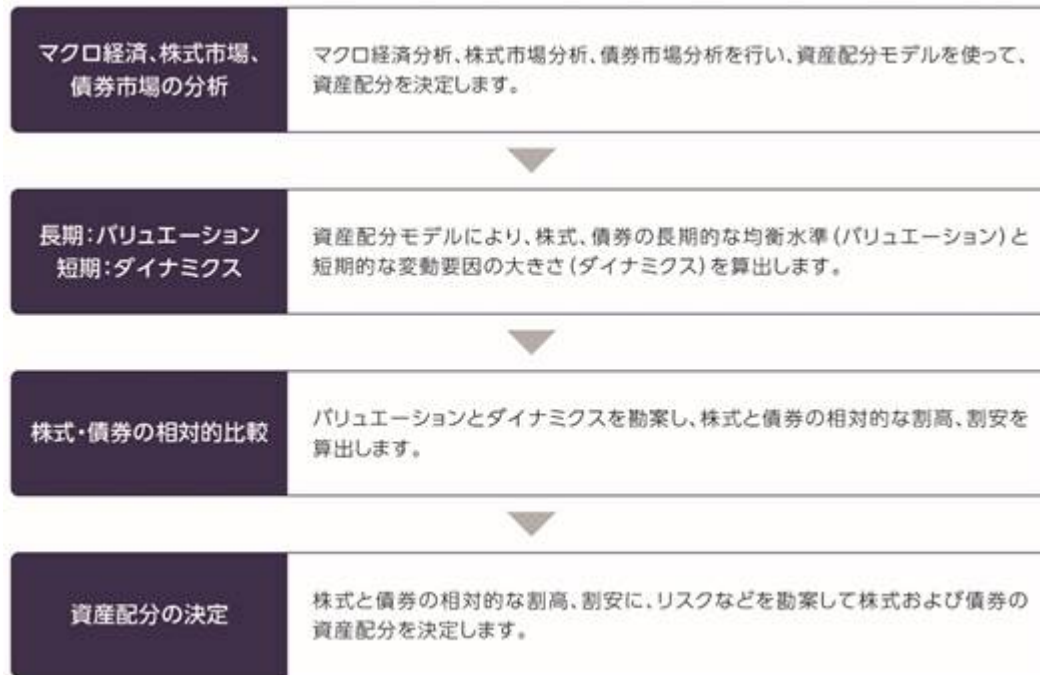 マクロ経済、株式市場、
債券市場の分析
マクロ経済分析、株式市場分析、債券市場分析を行い、資産配分モデルを使って、
資産配分を決定します。
長期:バリュエーション
短期:ダイナミクス
資産配分モデルにより、株式、債券の長期的な均衡水準(バリュエーション)と
短期的な変動要因の大きさ(ダイナミクス)を算出します。
株式・債券の相対的比較
バリュエーションとダイナミクスを勘案し、株式と債券の相対的な割高、割安を
算出します。
資産配分の決定
株式と債券の相対的な割高、割安に、リスクなどを勘案して株式および債券の
資産配分を決定します。